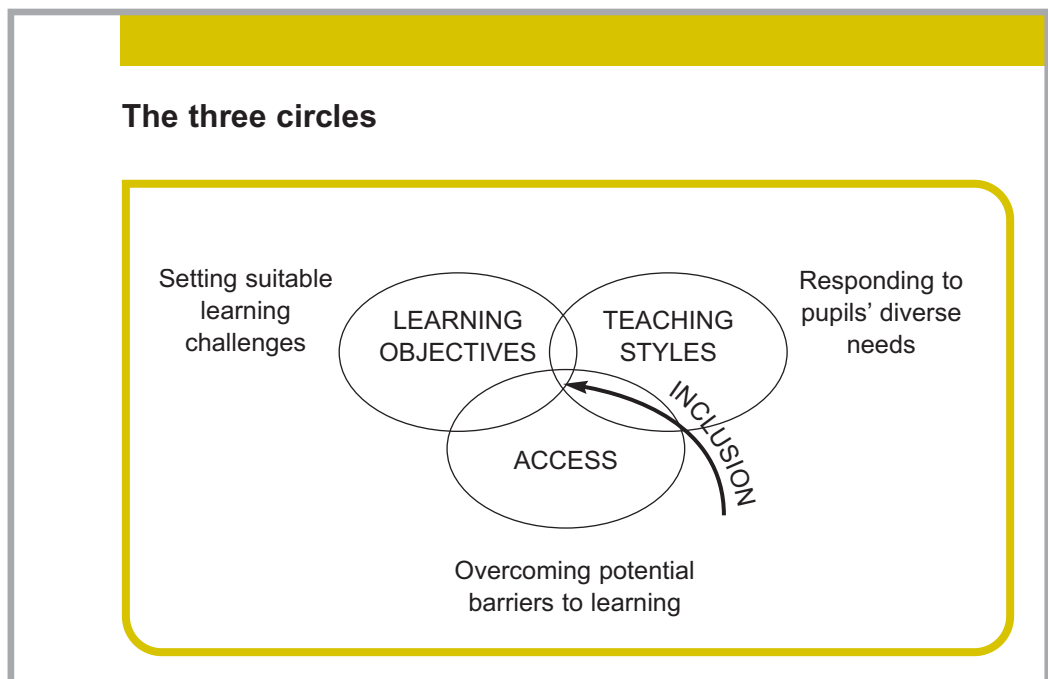 The three circles
Setting suitable
learning
challenges
LEARNING
OBJECTIVES
TEACHING
STYLES
Responding to
pupils’ diverse
needs
INCLUSION
ACCESS
Overcoming potential
barriers to learning